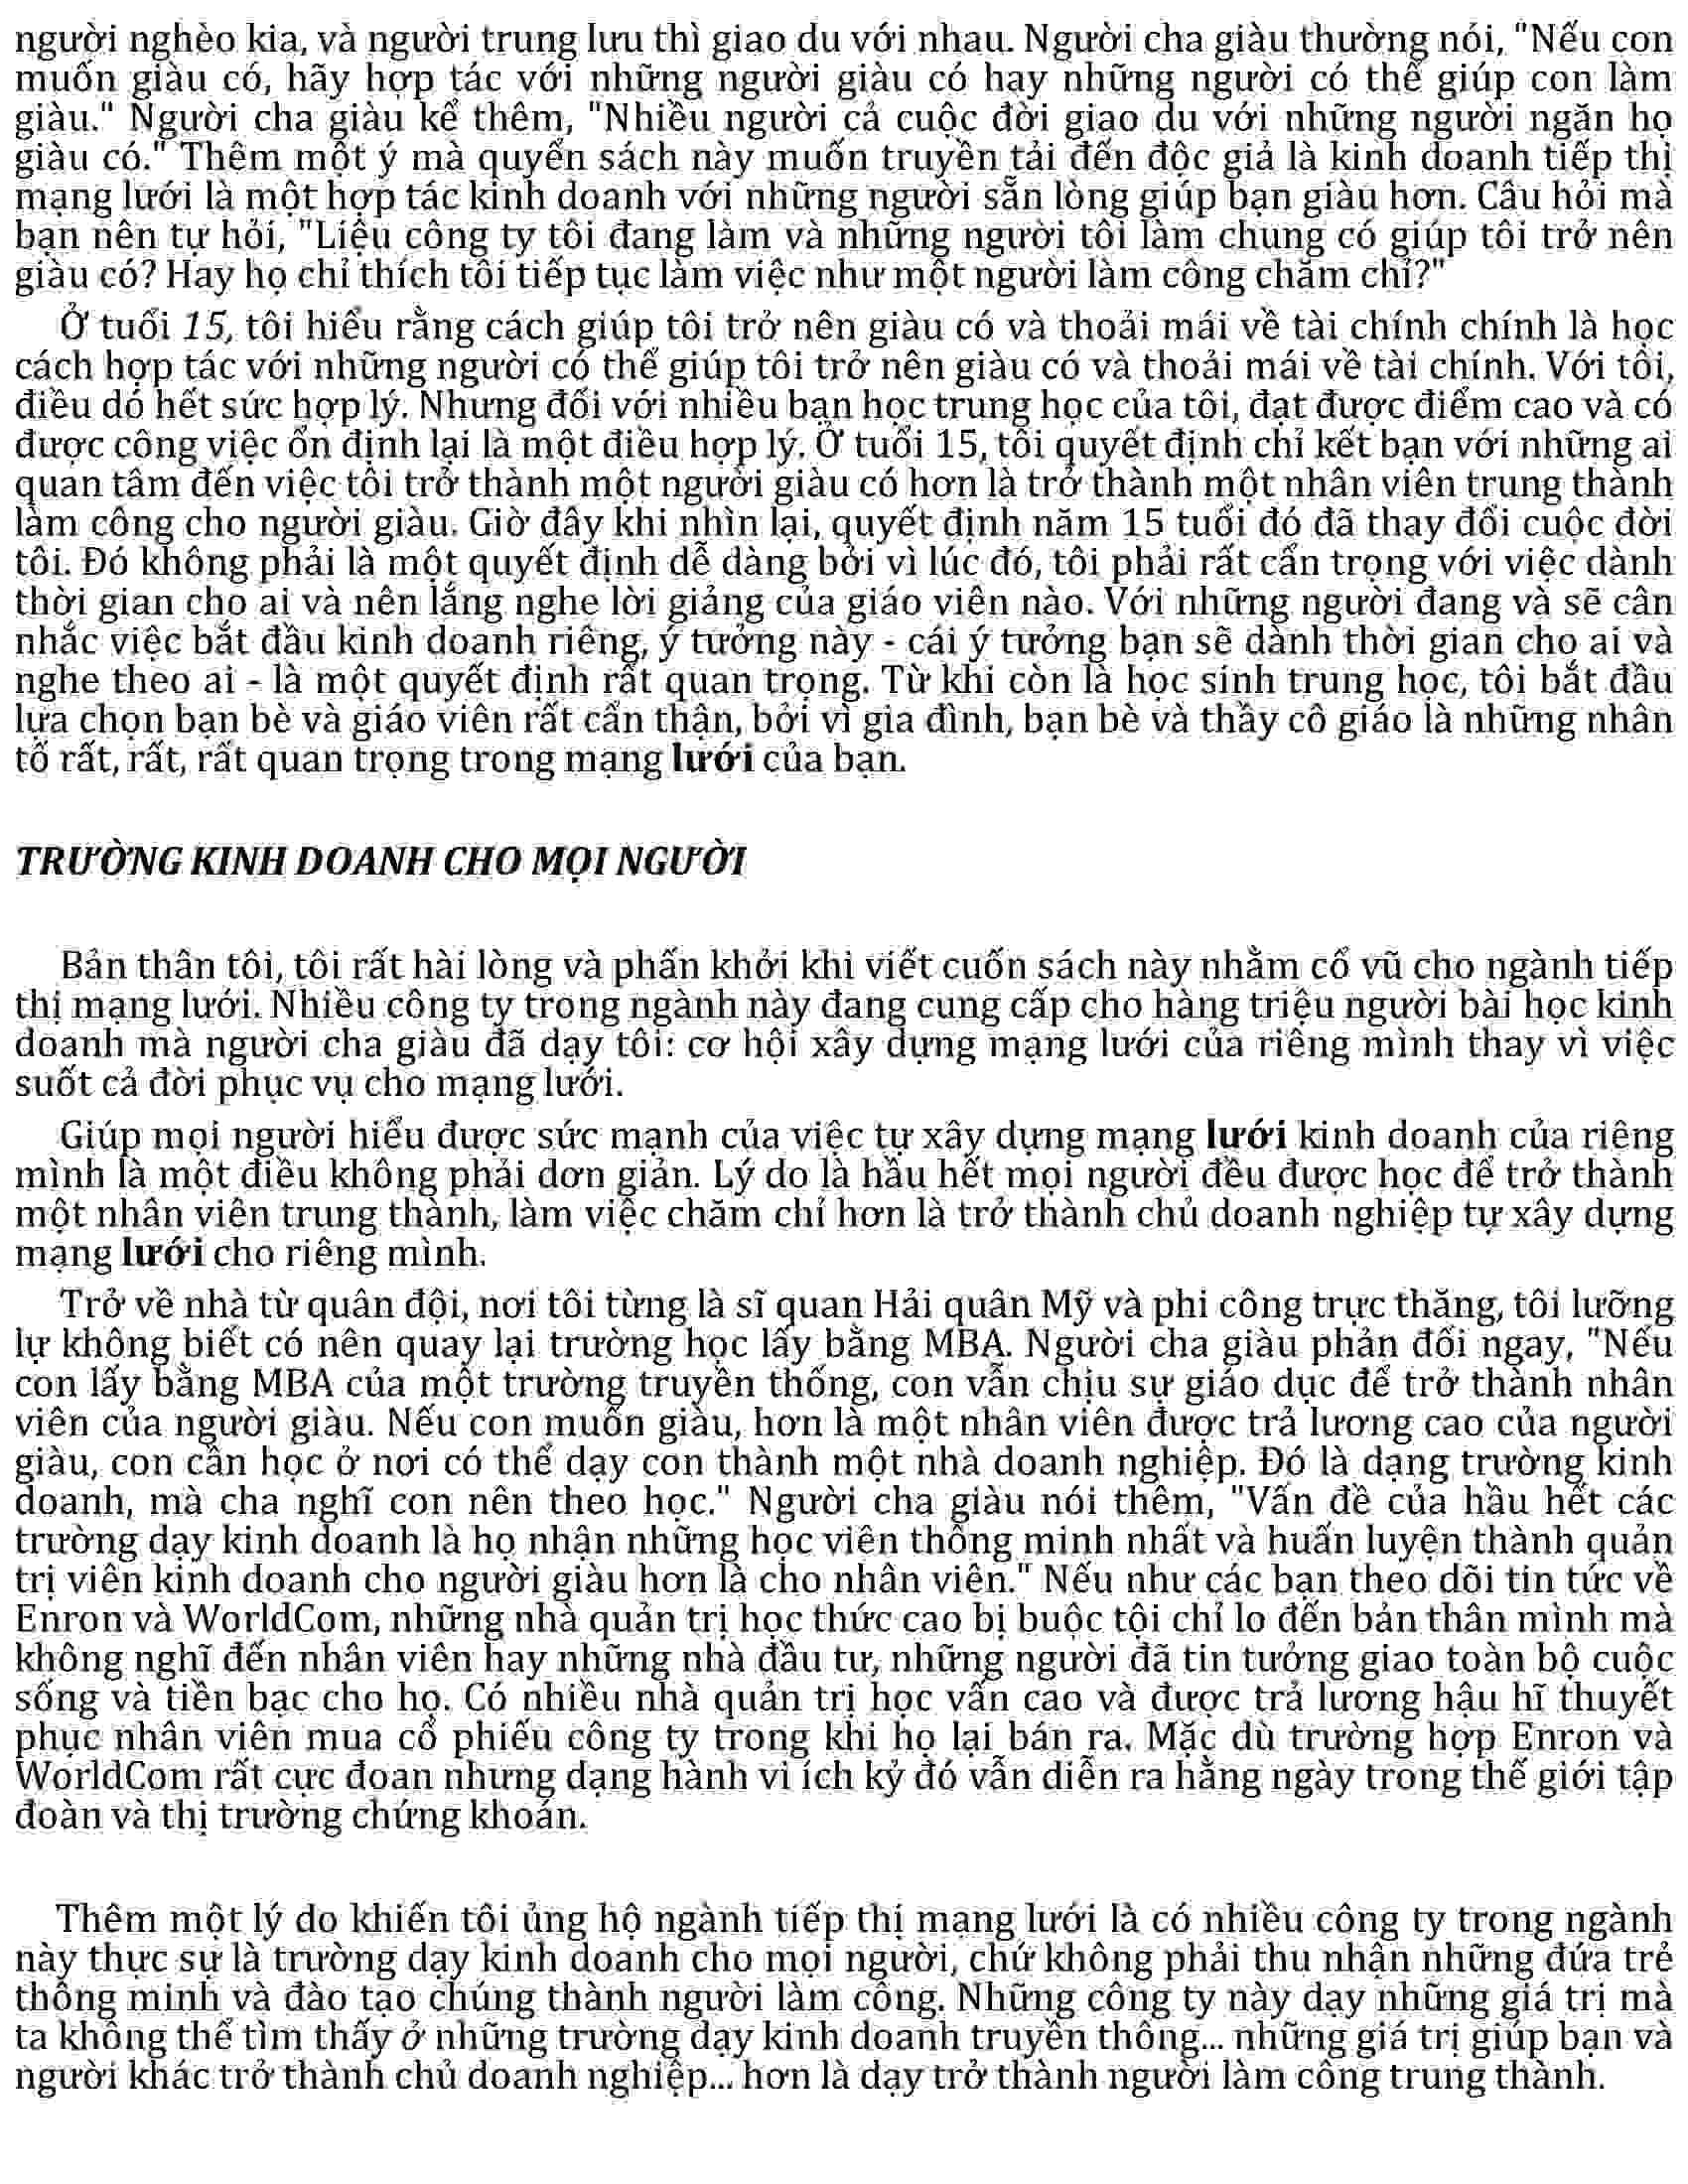 người nghèo kia, và người trung lưu thì giao du với nhau. Người cha giàu thường nói, "Nếu con
muốn giàu có, hãy hợp tác với những người giàu có hay những người có thể giúp con làm
giàu." Người cha giàu kể thêm, "Nhiều người cả cuộc đời giao du với những người ngăn họ
giàu có." Thêm một ý mà quyển sách này muốn truyền tải đến độc giả là kinh doanh tiếp thị
mạng lưới là một hợp tác kinh doanh với những người sẵn lòng giúp bạn giàu hơn. Câu hỏi mà
bạn nên tự hỏi, "Liệu công ty tôi đang làm và những người tôi làm chung có giúp tôi trở nên
giàu có? Hay họ chỉ thích tôi tiếp tục làm việc như một người làm công chăm chỉ?"
Ở tuổi 15, tôi hiểu rằng cách giúp tôi trở nên giàu có và thoải mái về tài chính chính là học
cách hợp tác với những người có thể giúp tôi trở nên giàu có và thoải mái về tài chính. Với tôi,
điều dó hết sức hợp lý. Nhưng đối với nhiều bạn học trung học của tôi, đạt được điểm cao và có
được công việc ổn định lại là một điều hợp lý. Ở tuổi 15, tôi quyết định chỉ kết bạn với những ai
quan tâm đến việc tôi trở thành một người giàu có hơn là trở thành một nhân viên trung thành
làm công cho người giàu. Giờ đây khi nhìn lại, quyết định năm 15 tuổi đó đã thay đổi cuộc đời
tôi. Đó không phải là một quyết định dễ dàng bởi vì lúc đó, tôi phải rất cẩn trọng với việc dành
thời gian cho ai và nên lắng nghe lời giảng của giáo viên nào. Với những người đang và sẽ cân
nhắc việc bắt đầu kinh doanh riêng, ý tưởng này - cái ý tưởng bạn sẽ dành thời gian cho ai và
nghe theo ai - là một quyết định rất quan trọng. Từ khi còn là học sinh trung học, tôi bắt đầu
lựa chọn bạn bè và giáo viên rất cẩn thận, bởi vì gia đình, bạn bè và thầy cô giáo là những nhân
tố rất, rất, rất quan trọng trong mạng lưới của bạn.
TRƯỜNG KINH DOANH CHO MỌI NGƯỜI
Bản thân tôi, tôi rất hài lòng và phấn khởi khi viết cuốn sách này nhằm cổ vũ cho ngành tiếp
thị mạng lưới. Nhiều công ty trong ngành này đang cung cấp cho hàng triệu người bài học kinh
doanh mà người cha giàu đã dạy tôi: cơ hội xây dựng mạng lưới của riêng mình thay vì việc
suốt cả đời phục vụ cho mạng lưới.
Giúp mọi người hiểu được sức mạnh của việc tự xây dựng mạng lưới kinh doanh của riêng
mình là một điều không phải dơn giản. Lý do là hầu hết mọi người đều được học để trở thành
một nhân viên trung thành, làm việc chăm chỉ hơn là trở thành chủ doanh nghiệp tự xây dựng
mạng lưới cho riêng mình.
Trở về nhà từ quân đội, nơi tôi từng là sĩ quan Hải quân Mỹ và phi công trực thăng, tôi lưỡng
lự không biết có nên quay lại trường học lấy bằng MBA. Người cha giàu phản đối ngay, "Nếu
con lấy bằng MBA của một trường truyền thống, con vẫn chịu sự giáo dục để trở thành nhân
viên của người giàu. Nếu con muốn giàu, hơn là một nhân viên được trả lương cao của người
giàu, con cần học ở nơi có thể dạy con thành một nhà doanh nghiệp. Đó là dạng trường kinh
doanh, mà cha nghĩ con nên theo học." Người cha giàu nói thêm, "Vấn đề của hầu hết các
trường dạy kinh doanh là họ nhận những học viên thông minh nhất và huấn luyện thành quản
trị viên kinh doanh cho người giàu hơn là cho nhân viên." Nếu như các bạn theo dõi tin tức về
Enron và WorldCom, những nhà quản trị học thức cao bị buộc tội chỉ lo đến bản thân mình mà
không nghĩ đến nhân viên hay những nhà đầu tư, những người đã tin tưởng giao toàn bộ cuộc
sống và tiền bạc cho họ. Có nhiều nhà quản trị học vấn cao và được trả lương hậu hĩ thuyết
phục nhân viên mua cổ phiếu công ty trong khi họ lại bán ra. Mặc dù trường hợp Enron và
WorldCom rất cực đoan nhưng dạng hành vi ích kỷ đó vẫn diễn ra hằng ngày trong thế giới tập
đoàn và thị trường chứng khoán.
Thêm một lý do khiến tôi ủng hộ ngành tiếp thị mạng lưới là có nhiều công ty trong ngành
này thực sự là trường dạy kinh doanh cho mọi người, chứ không phải thu nhận những đứa trẻ
thông minh và đào tạo chúng thành người làm công. Những công ty này dạy những giá trị mà
ta không thể tìm thấy ở những trường dạy kinh doanh truyền thông... những giá trị giúp bạn và
người khác trở thành chủ doanh nghiệp... hơn là dạy trở thành người làm công trung thành.